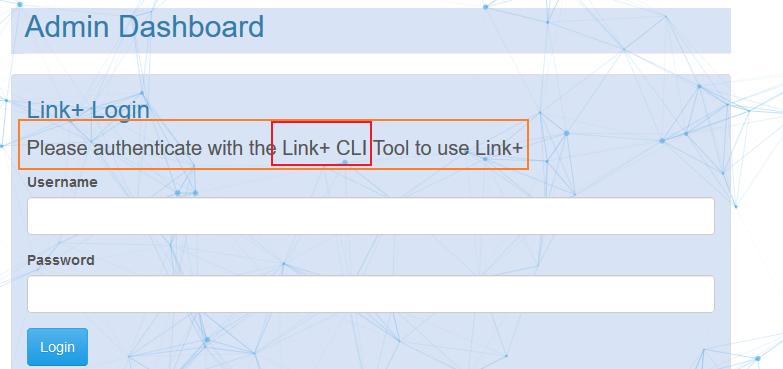 Admin Dashboard
Link+ Login
Please authenticate with the Link+ CLI Tool to use Link+
Username
Password
Login